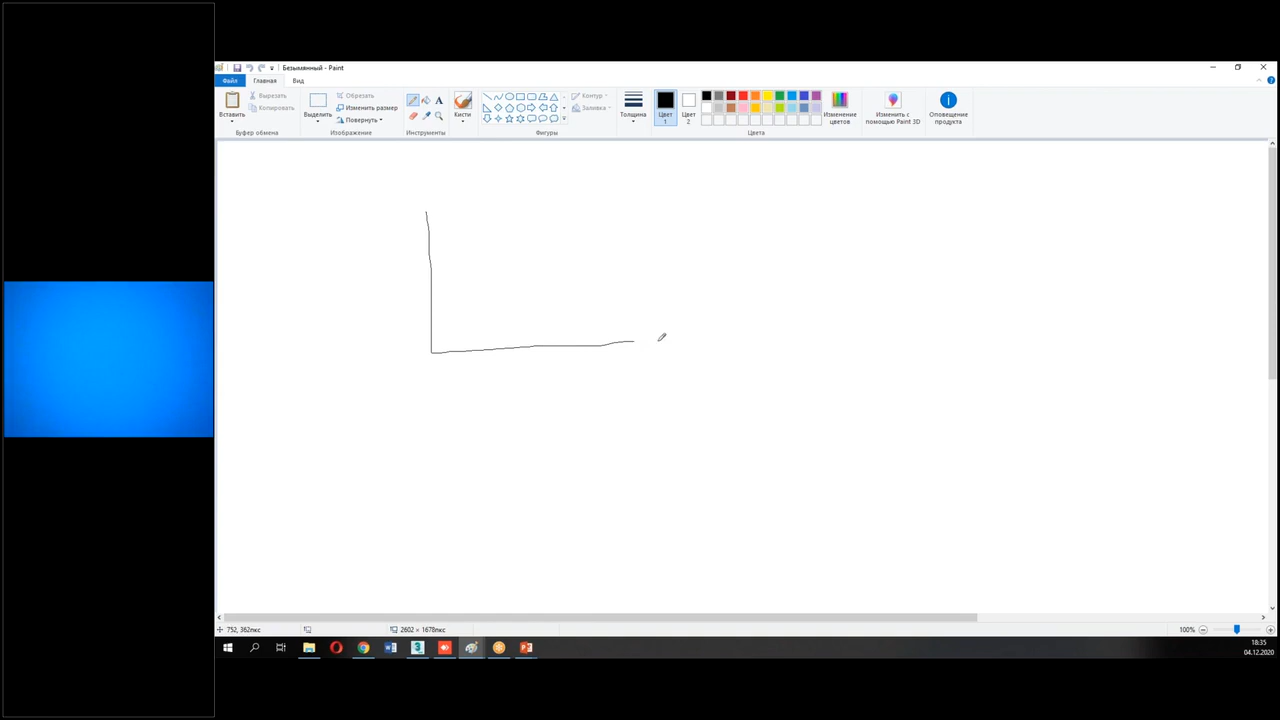 Безымянный - Paint
Файл
Главная
Вид
Вставить
Вырезать
Копировать
Буфер обмена
Выделить
Обрезать
Изменить размер
Повернуть
Изображение
A
Инструменты
Кисти
Фигуры
Контур
Заливка
Толщина
Цвет 1
Цвет 2
Изменение цветов
Цвета
Изменить с помощью Paint 3D
Оповещение продукта
752, 362пкс
2602 × 1678пкс
100%
18:35
04.12.2020